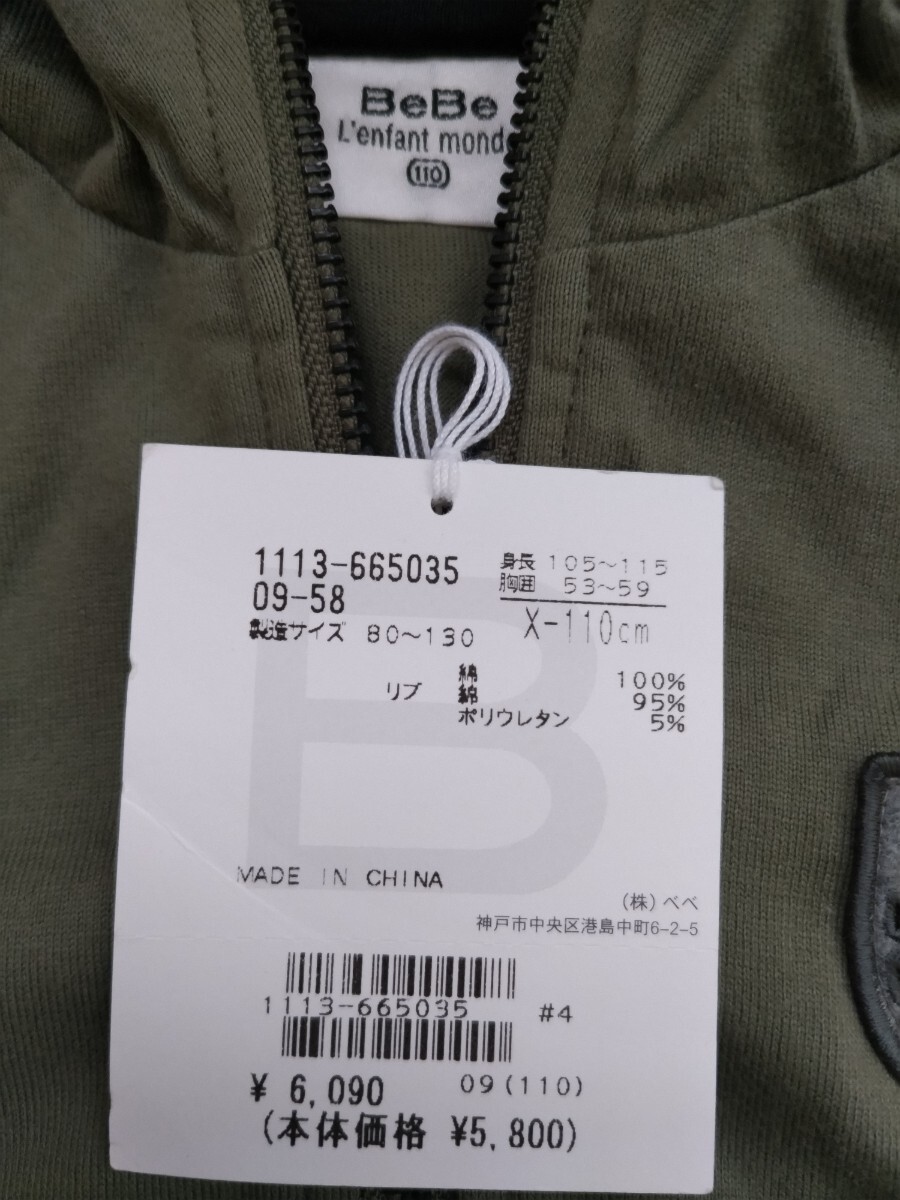 BeBe
L'enfant mond
110
1113-665035
09-58
身長 105~115
胸囲 53~59
製造サイズ 80~130
X-110cm
綿 100%
リブ 綿 95%
ポリウレタン 5%
B
MADE IN CHINA
(株)べべ
神戸市中央区港島中町6-2-5
1113-665035
#4
¥ 6,090 09(110)
(本体価格 ¥5,800)